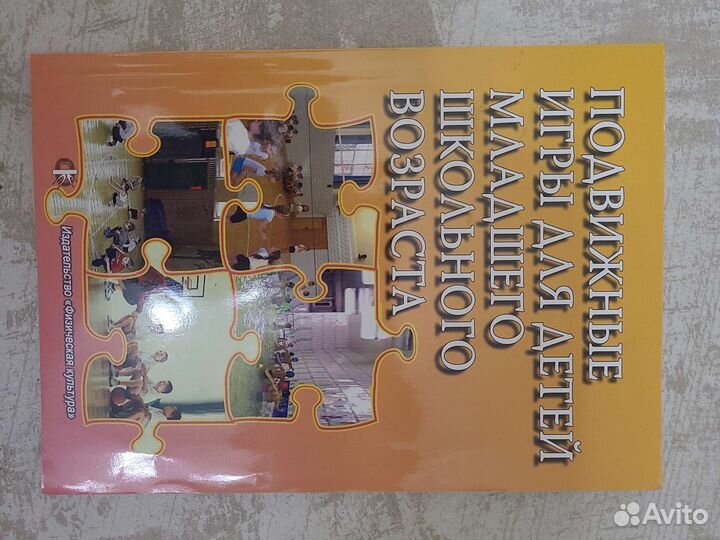 ПОДВИЖНЫЕ
ИГРЫ ДЛЯ ДЕТЕЙ
МЛАДШЕГО
ШКОЛЬНОГО
ВОЗРАСТА
Издательство «Физическая культура»
Avito